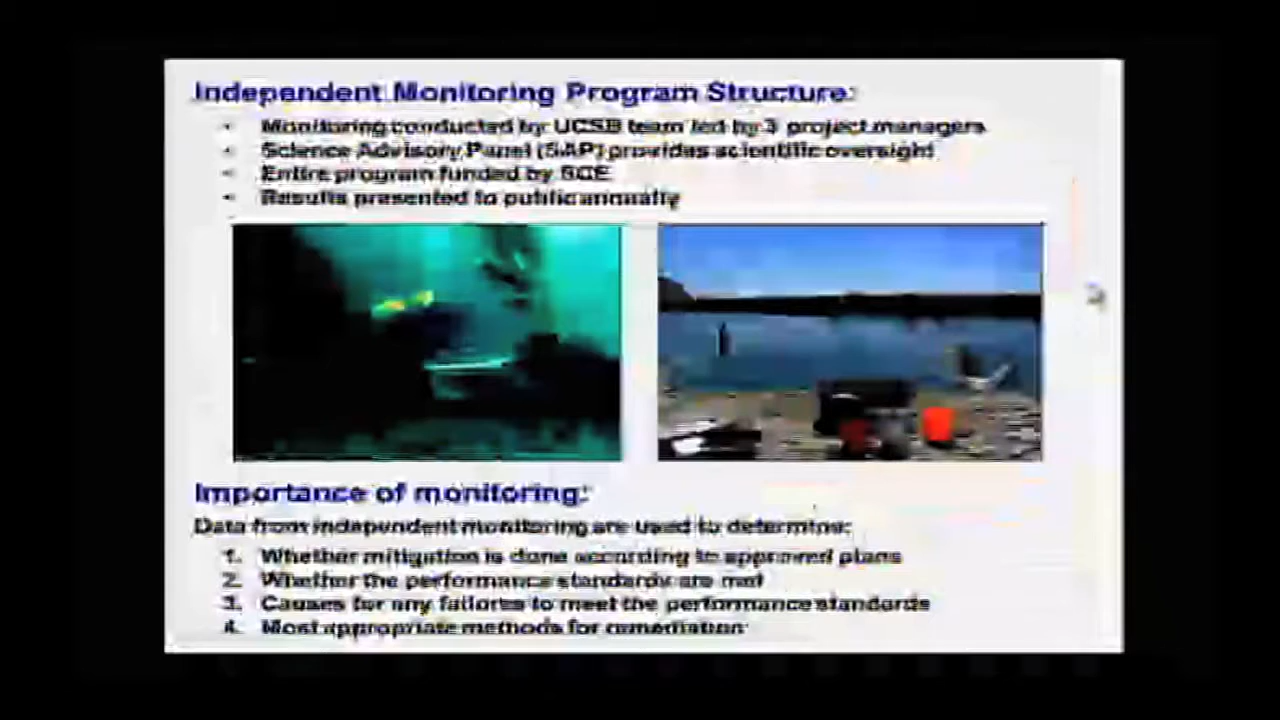 Independent Monitoring Program Structure:
• Monitoring conducted by UCSB team led by 3 project managers
• Science Advisory Panel (SAP) provides scientific oversight
• Entire program funded by SCE
• Results presented to public annually
Importance of monitoring:
Data from independent monitoring are used to determine:
1. Whether mitigation is done according to approved plans
2. Whether the performance standards are met
3. Causes for any failures to meet the performance standards
4. Most appropriate methods for remediation